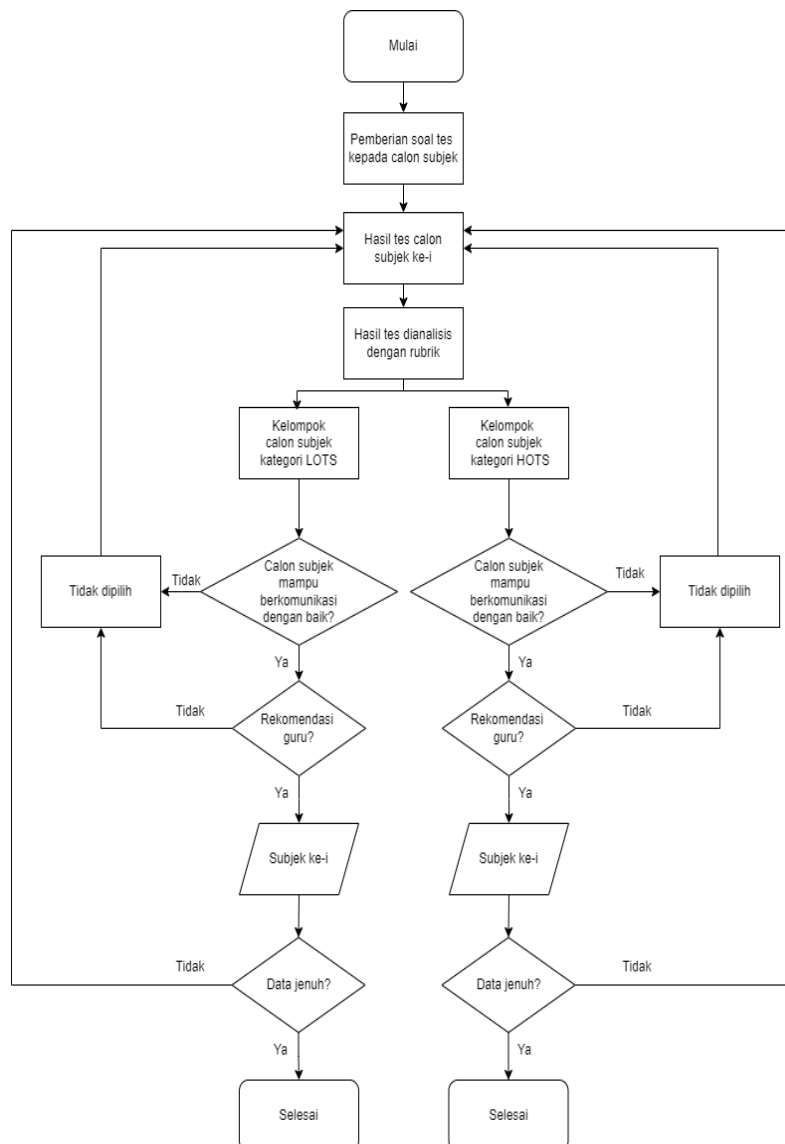 Mulai
Pemberian soal tes
kepada calon subjek
Hasil tes calon
subjek ke-i
Hasil tes dianalisis
dengan rubrik
Kelompok
calon subjek
kategori LOTS
Kelompok
calon subjek
kategori HOTS
Tidak dipilih
Tidak
Calon subjek
mampu
berkomunikasi
dengan baik?
Calon subjek
mampu
berkomunikasi
dengan baik?
Tidak
Tidak dipilih
Ya
Ya
Tidak
Rekomendasi
guru?
Rekomendasi
guru?
Tidak
Ya
Ya
Subjek ke-i
Subjek ke-i
Tidak
Data jenuh?
Data jenuh?
Tidak
Ya
Ya
Selesai
Selesai